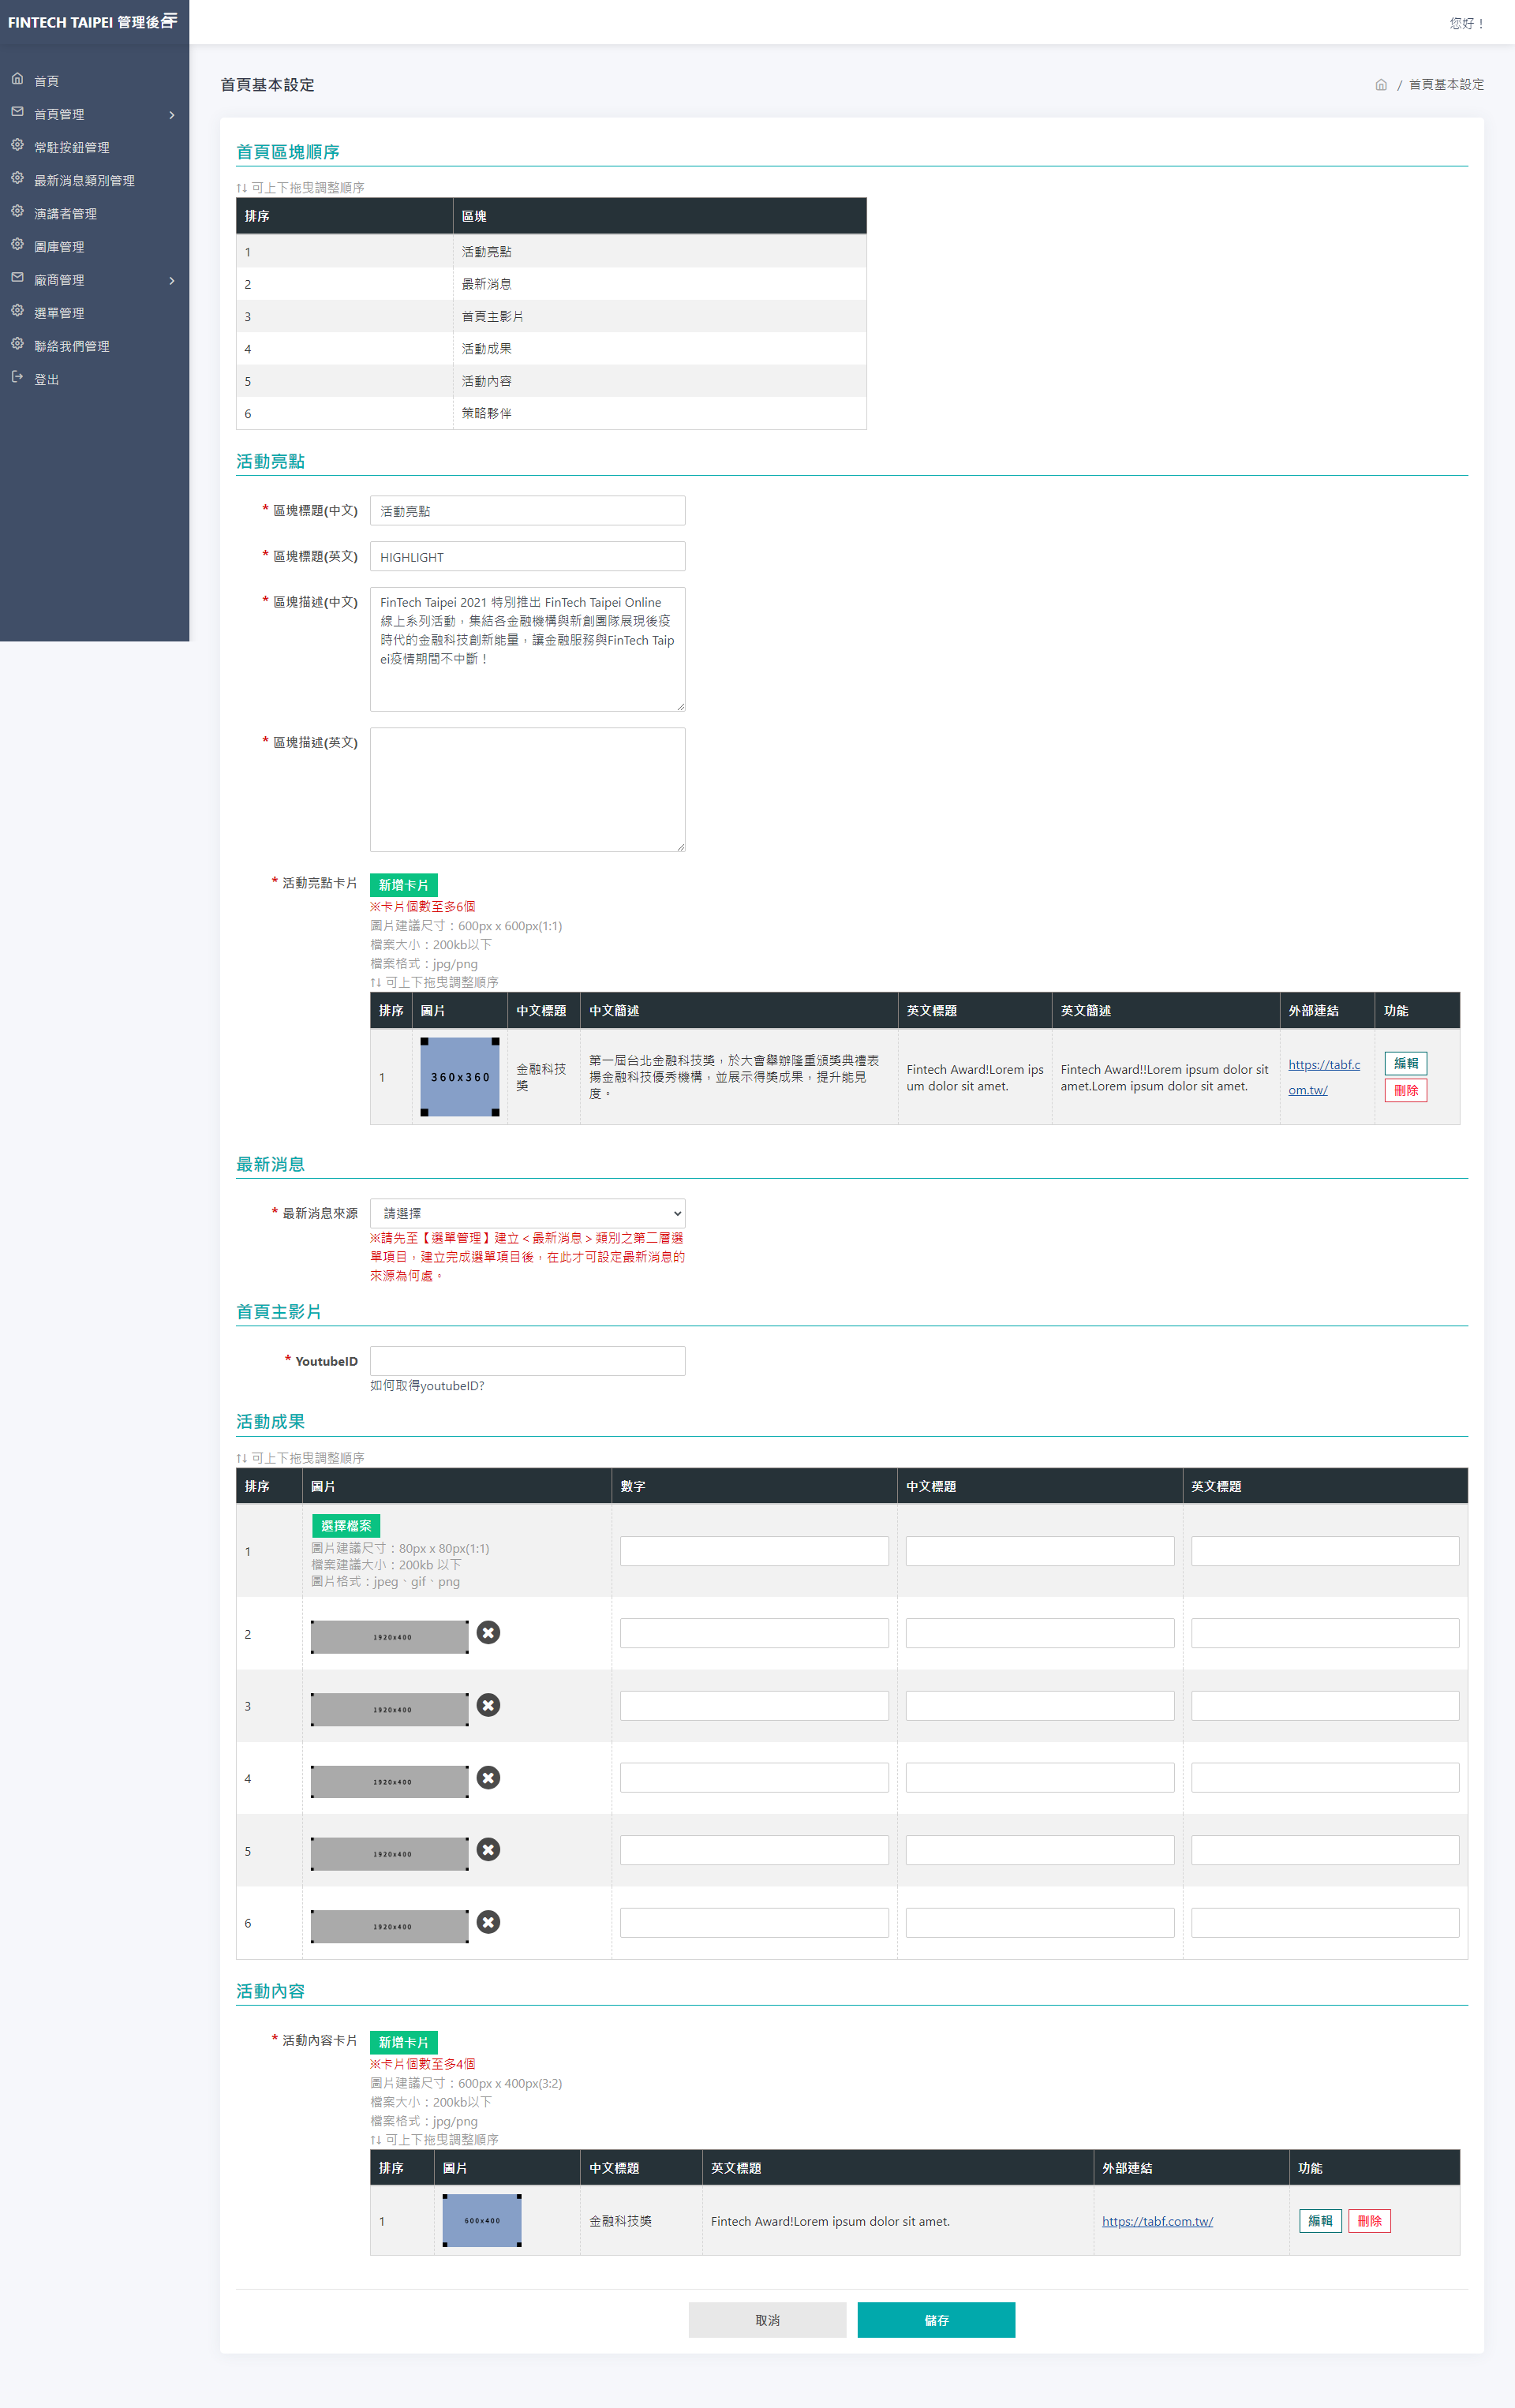 FINTECH TAIPEI 管理後台
您好！
首頁
首頁管理
常駐按鈕管理
最新消息類別管理
演講者管理
圖庫管理
廠商管理
選單管理
聯絡我們管理
登出
首頁基本設定
/ 首頁基本設定
首頁區塊順序
↑↓ 可上下拖曳調整順序
排序 區塊
1 活動亮點
2 最新消息
3 首頁主影片
4 活動成果
5 活動內容
6 策略夥伴
活動亮點
* 區塊標題(中文) 活動亮點
* 區塊標題(英文) HIGHLIGHT
* 區塊描述(中文) FinTech Taipei 2021 特別推出 FinTech Taipei Online
線上系列活動，集結各金融機構與新創團隊展現後疫
時代的金融科技創新能量，讓金融服務與FinTech Taip
ei疫情期間不中斷！
* 區塊描述(英文)
* 活動亮點卡片 新增卡片
※卡片個數至多6個
圖片建議尺寸：600px x 600px(1:1)
檔案大小：200kb以下
檔案格式：jpg/png
↑↓ 可上下拖曳調整順序
排序 圖片 中文標題 中文簡述 英文標題 英文簡述 外部連結 功能
1
360x360
金融科技
獎
第一屆台北金融科技獎，於大會舉辦隆重頒獎典禮表
揚金融科技優秀機構，並展示得獎成果，提升能見
度。
Fintech Award!Lorem ips
um dolor sit amet.
Fintech Award!!Lorem ipsum dolor sit
amet.Lorem ipsum dolor sit amet.
https://tabf.c
om.tw/
編輯
刪除
最新消息
* 最新消息來源 請選擇
※請先至【選單管理】建立＜最新消息＞類別之第二層選
單項目，建立完成選單項目後，在此才可設定最新消息的
來源為何處。
首頁主影片
* YoutubeID
如何取得youtubeID?
活動成果
↑↓ 可上下拖曳調整順序
排序 圖片 數字 中文標題 英文標題
1
選擇檔案
圖片建議尺寸：80px x 80px(1:1)
檔案建議大小：200kb 以下
圖片格式：jpeg、gif、png
2 1920x400
3 1920x400
4 1920x400
5 1920x400
6 1920x400
活動內容
* 活動內容卡片 新增卡片
※卡片個數至多4個
圖片建議尺寸：600px x 400px(3:2)
檔案大小：200kb以下
檔案格式：jpg/png
↑↓ 可上下拖曳調整順序
排序 圖片 中文標題 英文標題 外部連結 功能
1 600x400 金融科技獎 Fintech Award!Lorem ipsum dolor sit amet. https://tabf.com.tw/ 編輯 刪除
取消 儲存